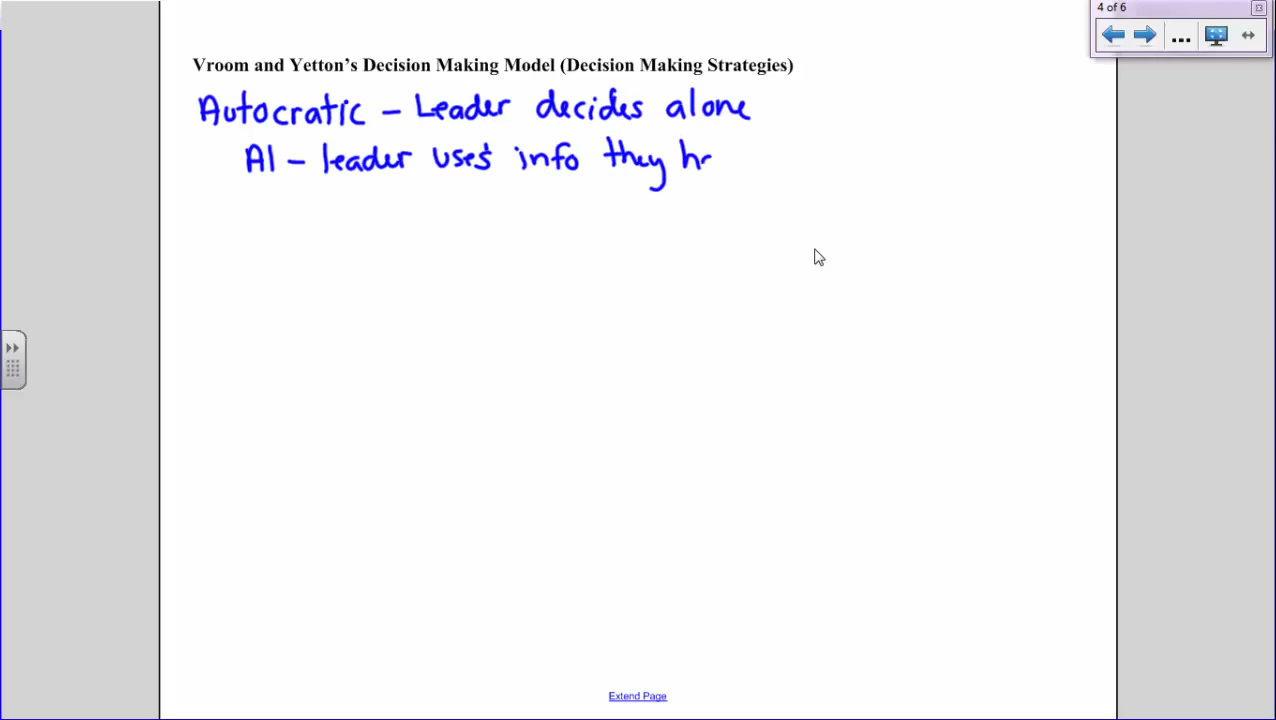 4 of 6
Vroom and Yetton's Decision Making Model (Decision Making Strategies)
Autocratic – Leader decides alone
AI – leader uses info they
Extend Page